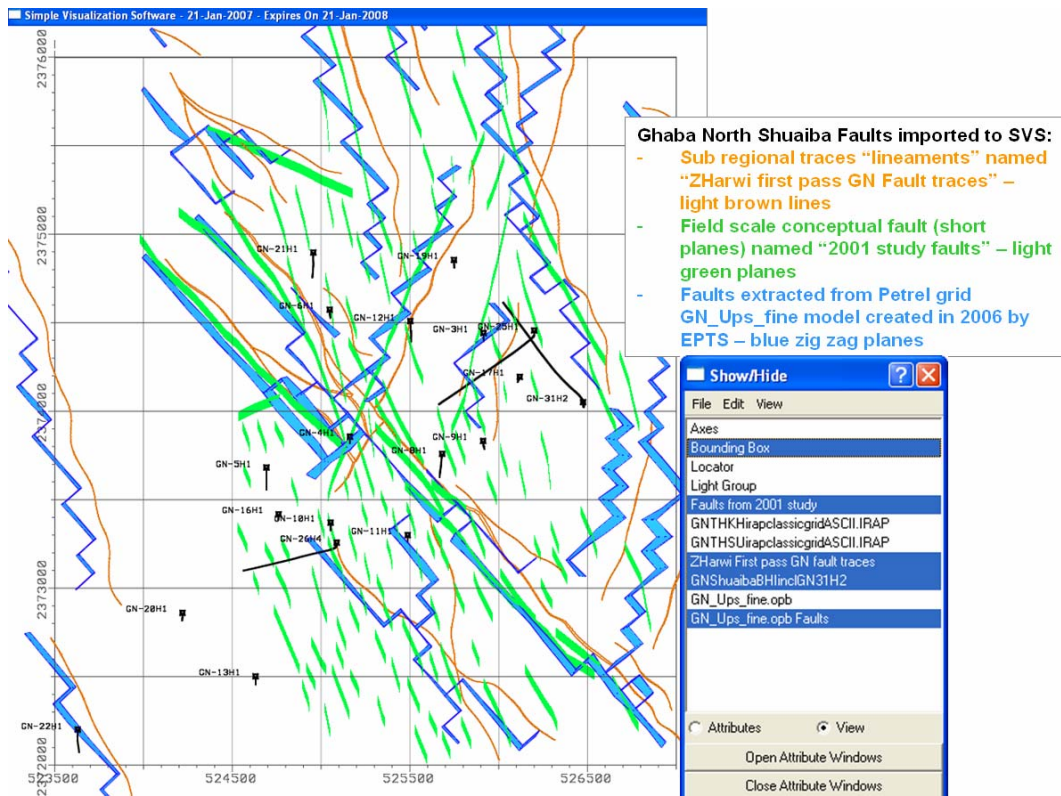 Simple Visualization Software - 21-Jan-2007 - Expires On 21-Jan-2008
2376000
2375000
2374000
2373000
2372000
523500
524500
525500
526500
GN-21H1
GN-19H1
GN-6H1
GN-12H1
GN-3H1
GN-25H1
GN-17H1
GN-31H2
GN-4H1
GN-9H1
GN-8H1
GN-5H1
GN-16H1
GN-10H1
GN-11H1
GN-26H4
GN-20H1
GN-13H1
GN-22H1
Ghaba North Shuaiba Faults imported to SVS:
- Sub regional traces “lineaments” named
“ZHarwi first pass GN Fault traces” –
light brown lines
- Field scale conceptual fault (short
planes) named “2001 study faults” – light
green planes
- Faults extracted from Petrel grid
GN_Ups_fine model created in 2006 by
EPTS – blue zig zag planes
Show/Hide
File Edit View
Axes
Bounding Box
Locator
Light Group
Faults from 2001 study
GNTHKHirapclassicgridASCII.IRAP
GNTHSUirapclassicgridASCII.IRAP
ZHarwi First pass GN fault traces
GNShuaibaBHIinclGN31H2
GN_Ups_fine.opb
GN_Ups_fine.opb Faults
Attributes View
Open Attribute Windows
Close Attribute Windows